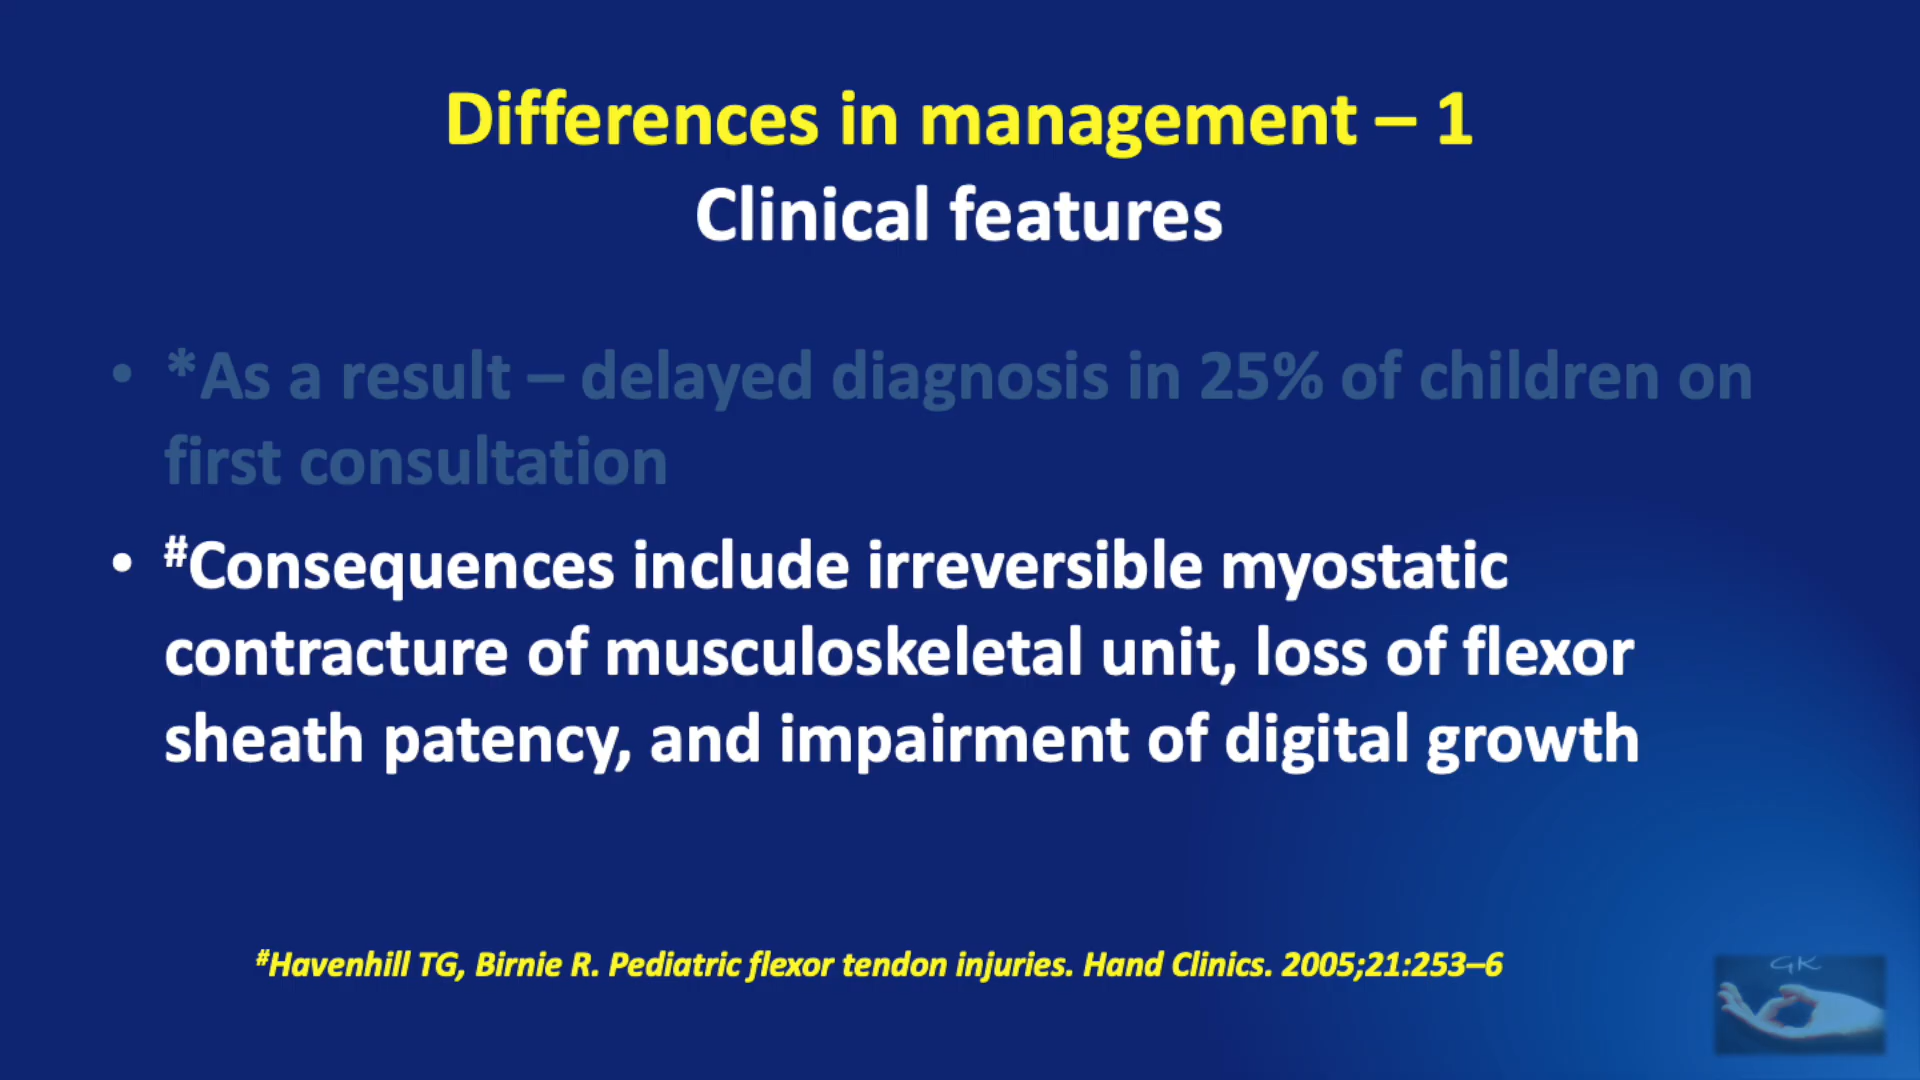 Differences in management – 1
Clinical features
• *As a result – delayed diagnosis in 25% of children on
first consultation
• #Consequences include irreversible myostatic
contracture of musculoskeletal unit, loss of flexor
sheath patency, and impairment of digital growth
#Havenhill TG, Birnie R. Pediatric flexor tendon injuries. Hand Clinics. 2005;21:253–6
GK